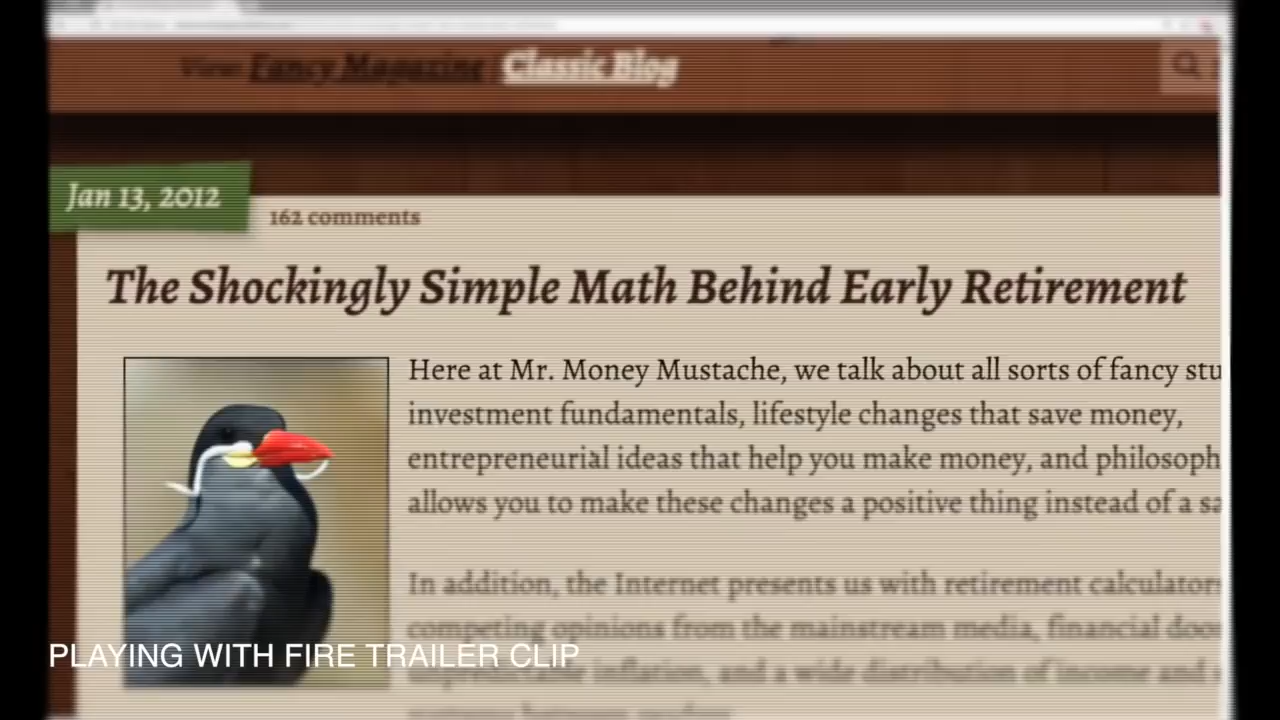 View: Fancy Magazine | Classic Blog
Jan 13, 2012
162 comments
The Shockingly Simple Math Behind Early Retirement
Here at Mr. Money Mustache, we talk about all sorts of fancy stu
investment fundamentals, lifestyle changes that save money,
entrepreneurial ideas that help you make money, and philosoph
allows you to make these changes a positive thing instead of a sa
In addition, the Internet presents us with retirement calculators
competing opinions from the mainstream media, financial doo
unpredictable inflation, and a wide distribution of income and
PLAYING WITH FIRE TRAILER CLIP